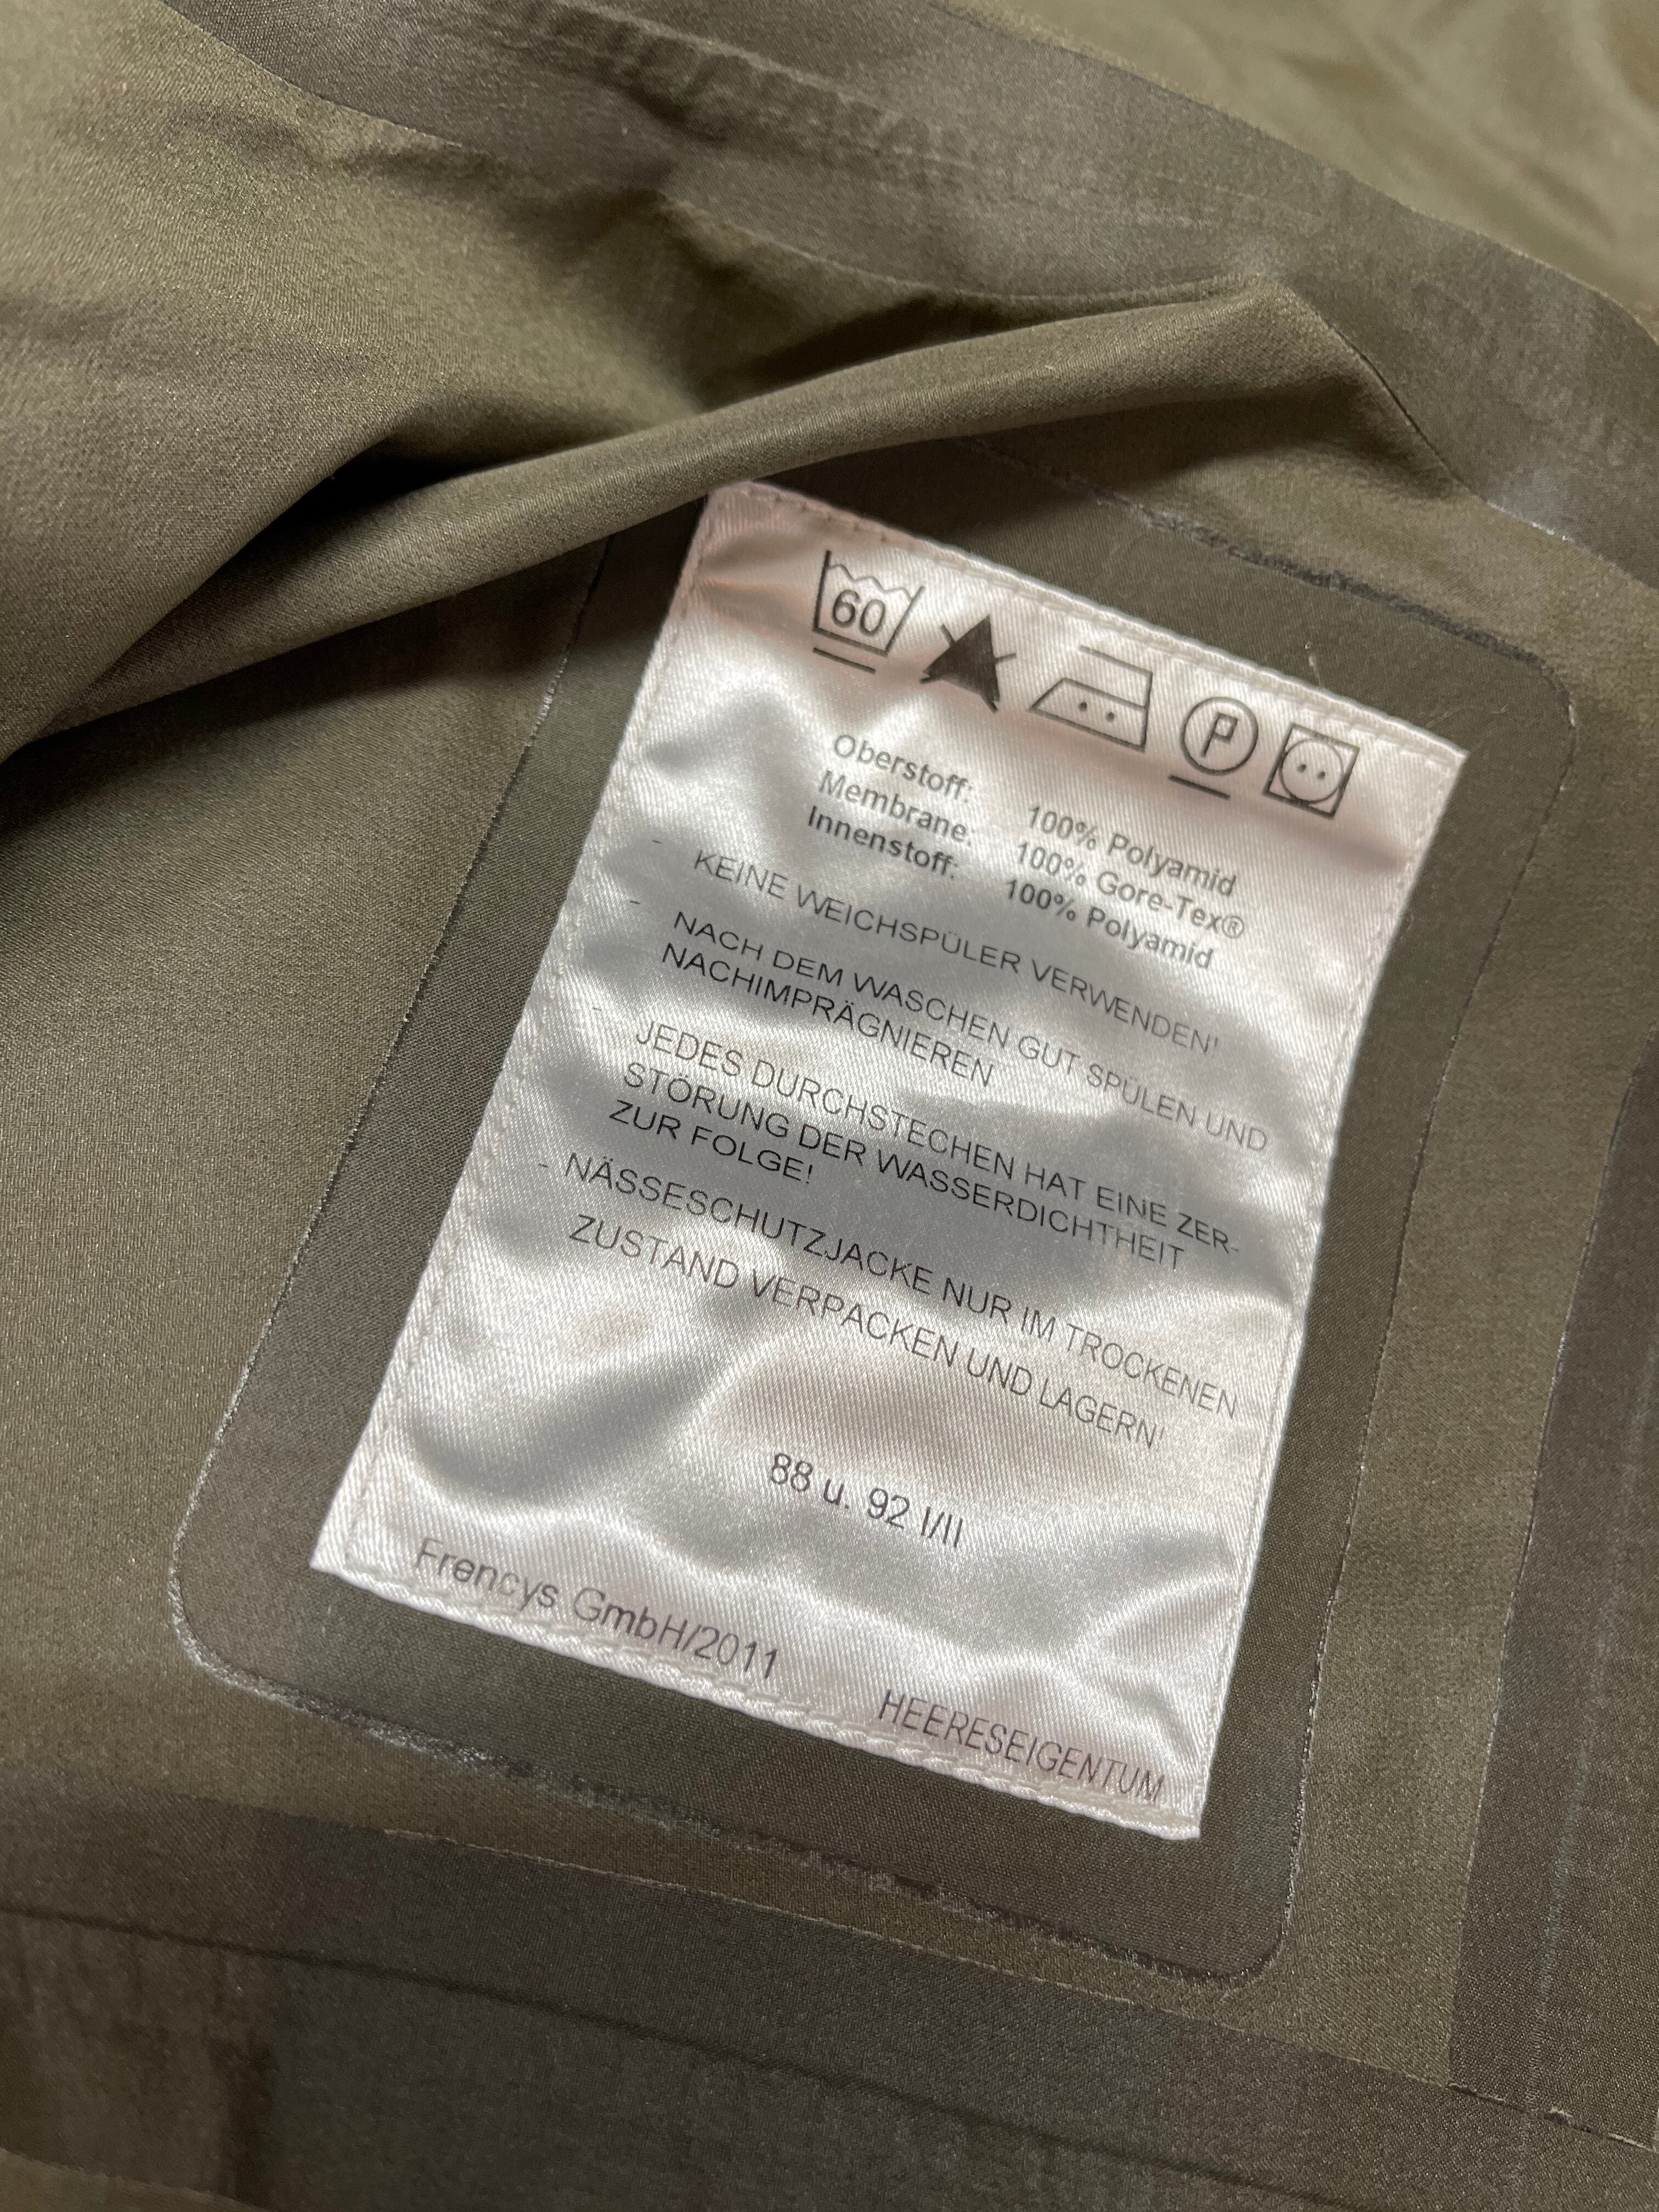 60
P
Oberstoff: 100% Polyamid
Membrane: 100% Gore-Tex®
Innenstoff: 100% Polyamid
- KEINE WEICHSPÜLER VERWENDEN!
- NACH DEM WASCHEN GUT SPÜLEN UND
NACHIMPRÄGNIEREN
- JEDES DURCHSTECHEN HAT EINE ZER-
STÖRUNG DER WASSERDICHTHEIT
ZUR FOLGE!
- NÄSSESCHUTZJACKE NUR IM TROCKENEN
ZUSTAND VERPACKEN UND LAGERN!
88 u. 92 I/II
Frencys GmbH/2011
HEERESEIGENTUM